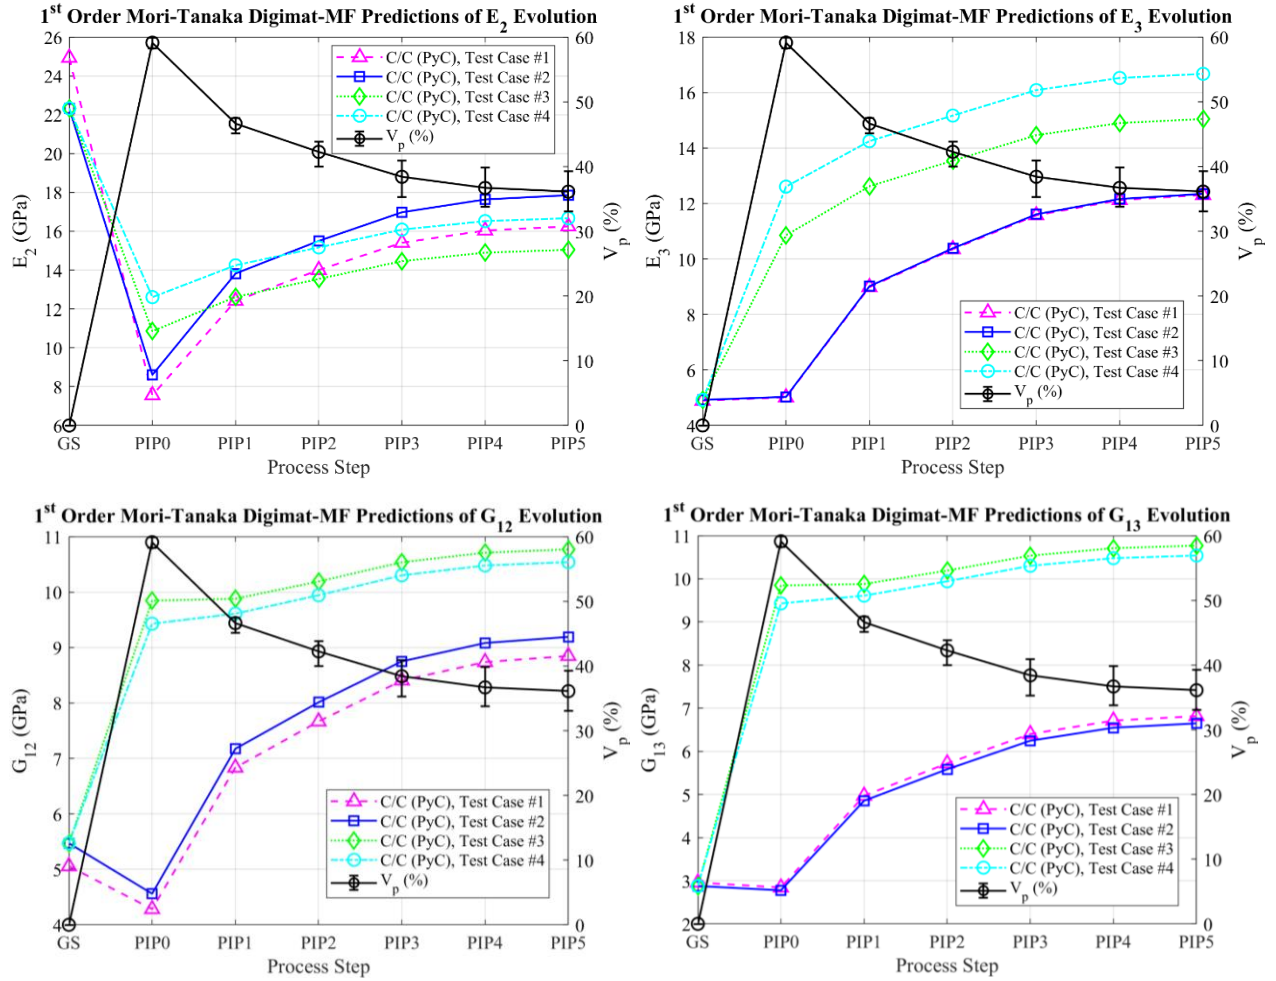 1st Order Mori-Tanaka Digimat-MF Predictions of E2 Evolution
26
24
22
20
18
16
14
12
10
8
6
E2 (GPa)
60
50
40
30
20
10
0
Vp (%)
C/C (PyC), Test Case #1
C/C (PyC), Test Case #2
C/C (PyC), Test Case #3
C/C (PyC), Test Case #4
Vp (%)
GS PIP0 PIP1 PIP2 PIP3 PIP4 PIP5
Process Step
1st Order Mori-Tanaka Digimat-MF Predictions of E3 Evolution
18
16
14
12
10
8
6
4
E3 (GPa)
60
50
40
30
20
10
0
Vp (%)
C/C (PyC), Test Case #1
C/C (PyC), Test Case #2
C/C (PyC), Test Case #3
C/C (PyC), Test Case #4
Vp (%)
GS PIP0 PIP1 PIP2 PIP3 PIP4 PIP5
Process Step
1st Order Mori-Tanaka Digimat-MF Predictions of G12 Evolution
11
10
9
8
7
6
5
4
G12 (GPa)
60
50
40
30
20
10
0
Vp (%)
C/C (PyC), Test Case #1
C/C (PyC), Test Case #2
C/C (PyC), Test Case #3
C/C (PyC), Test Case #4
Vp (%)
GS PIP0 PIP1 PIP2 PIP3 PIP4 PIP5
Process Step
1st Order Mori-Tanaka Digimat-MF Predictions of G13 Evolution
11
10
9
8
7
6
5
4
3
2
G13 (GPa)
60
50
40
30
20
10
0
Vp (%)
C/C (PyC), Test Case #1
C/C (PyC), Test Case #2
C/C (PyC), Test Case #3
C/C (PyC), Test Case #4
Vp (%)
GS PIP0 PIP1 PIP2 PIP3 PIP4 PIP5
Process Step